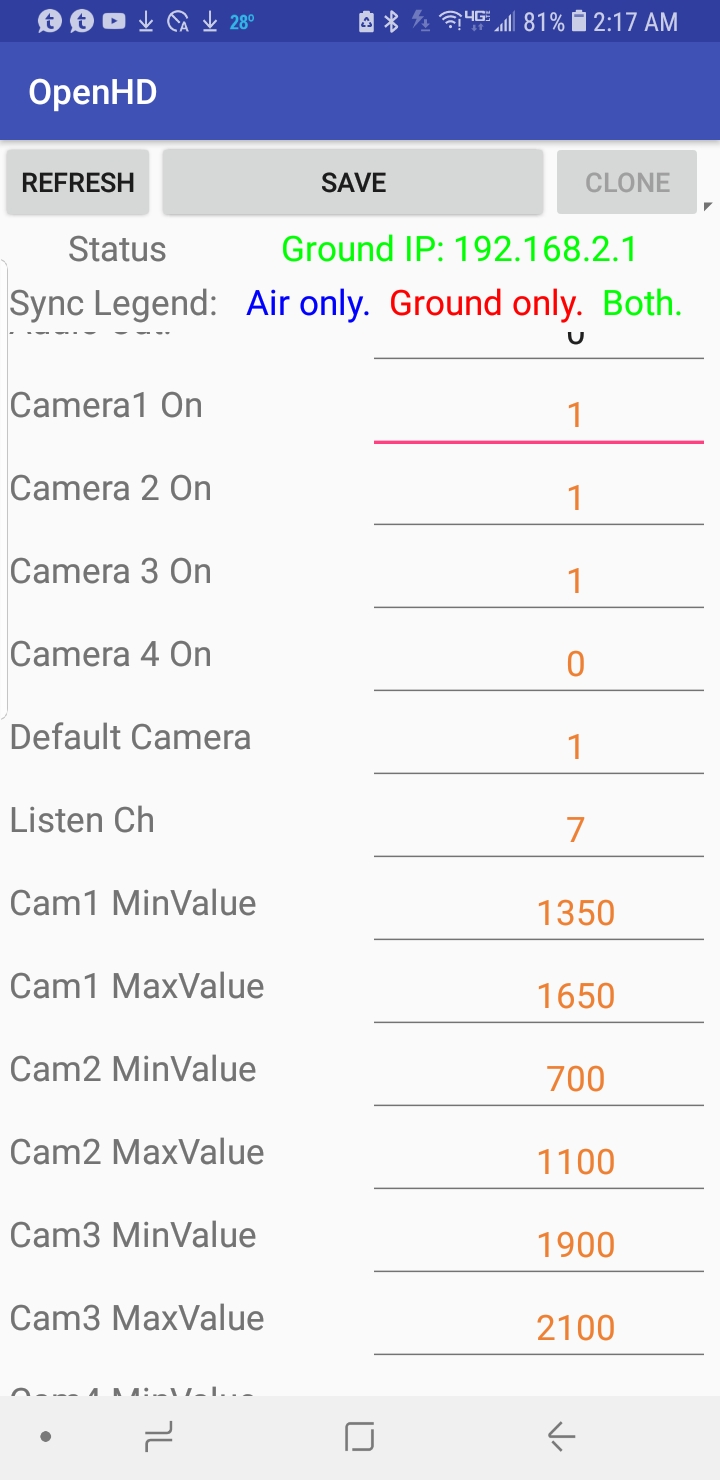 28° 4G 81% 2:17 AM
OpenHD
REFRESH SAVE CLONE
Status Ground IP: 192.168.2.1
Sync Legend: Air only. Ground only. Both.
Camera1 On 1
Camera 2 On 1
Camera 3 On 1
Camera 4 On 0
Default Camera 1
Listen Ch 7
Cam1 MinValue 1350
Cam1 MaxValue 1650
Cam2 MinValue 700
Cam2 MaxValue 1100
Cam3 MinValue 1900
Cam3 MaxValue 2100